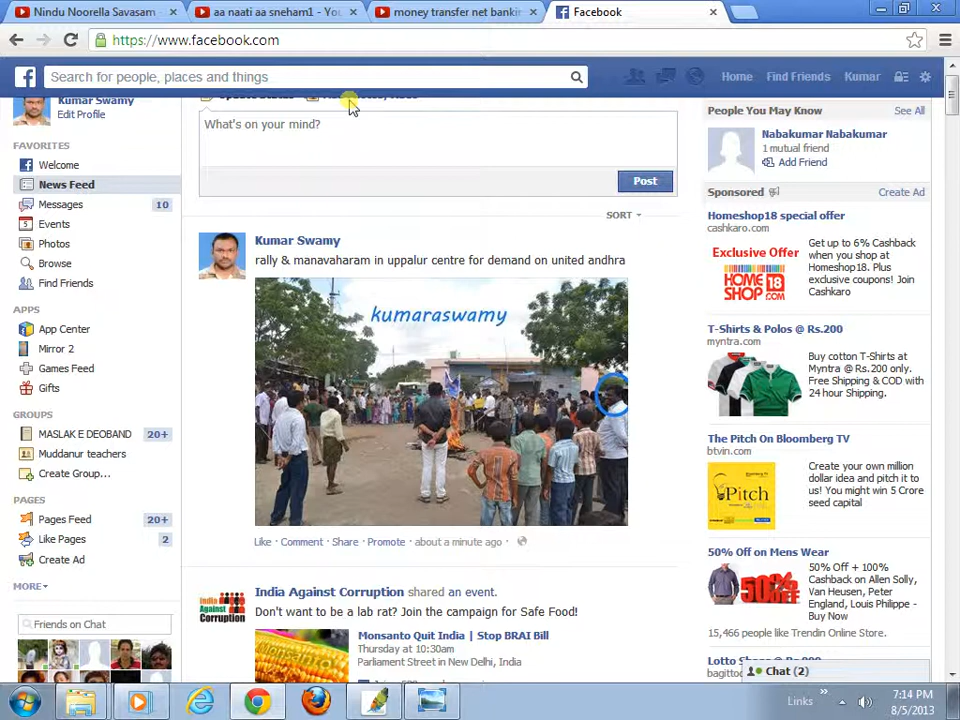 Nindu Noorella Savasam
aa naati aa sneham1 - You
money transfer net bankin
Facebook
https://www.facebook.com
Search for people, places and things
Home
Find Friends
Kumar
Kumar Swamy
Edit Profile
FAVORITES
Welcome
News Feed
Messages 10
Events
Photos
Browse
Find Friends
APPS
App Center
Mirror 2
Games Feed
Gifts
GROUPS
MASLAK E DEOBAND 20+
Muddanur teachers
Create Group...
PAGES
Pages Feed 20+
Like Pages 2
Create Ad
MORE
Friends on Chat
What's on your mind?
Post
SORT
Kumar Swamy
rally & manavaharam in uppalur centre for demand on united andhra
kumaraswamy
Like · Comment · Share · Promote · about a minute ago ·
India Against Corruption shared an event.
Don't want to be a lab rat? Join the campaign for Safe Food!
India
Against
Corruption
Monsanto Quit India | Stop BRAI Bill
Thursday at 10:30am
Parliament Street in New Delhi, India
People You May Know See All
Nabakumar Nabakumar
1 mutual friend
Add Friend
Sponsored Create Ad
Homeshop18 special offer
cashkaro.com
Exclusive Offer
HOME
SHOP 18
Get up to 6% Cashback
when you shop at
Homeshop18. Plus
exclusive coupons! Join
Cashkaro
T-Shirts & Polos @ Rs.200
myntra.com
Buy cotton T-Shirts at
Myntra @ Rs.200 only.
Free Shipping & COD with
24 hour Shipping.
The Pitch On Bloomberg TV
btvin.com
Pitch
Create your own million
dollar idea and pitch it to
us! You might win 5 Crore
seed capital
50% Off on Mens Wear
50%
50% Off + 100%
Cashback on Allen Solly,
Van Heusen, Peter
England, Louis Philippe -
Buy Now
15,466 people like Trendin Online Store.
Chat (2)
Links
7:14 PM
8/5/2013